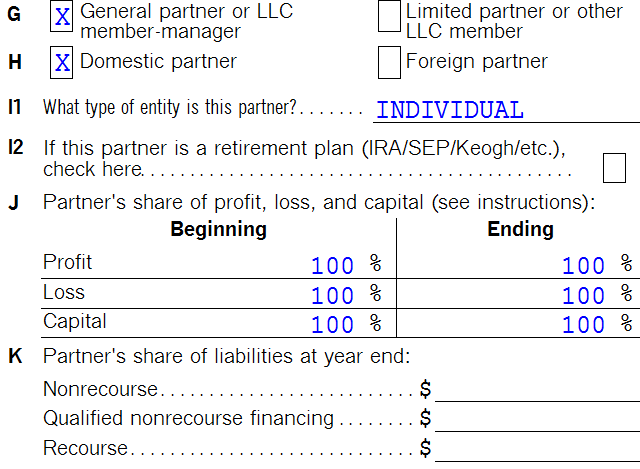 G X General partner or LLC member-manager Limited partner or other LLC member
H X Domestic partner Foreign partner
I1 What type of entity is this partner?....... INDIVIDUAL
I2 If this partner is a retirement plan (IRA/SEP/Keogh/etc.),
check here..........................................
J Partner's share of profit, loss, and capital (see instructions):
Beginning Ending
Profit 100 % 100 %
Loss 100 % 100 %
Capital 100 % 100 %
K Partner's share of liabilities at year end:
Nonrecourse........................... $
Qualified nonrecourse financing ........ $
Recourse.............................. $